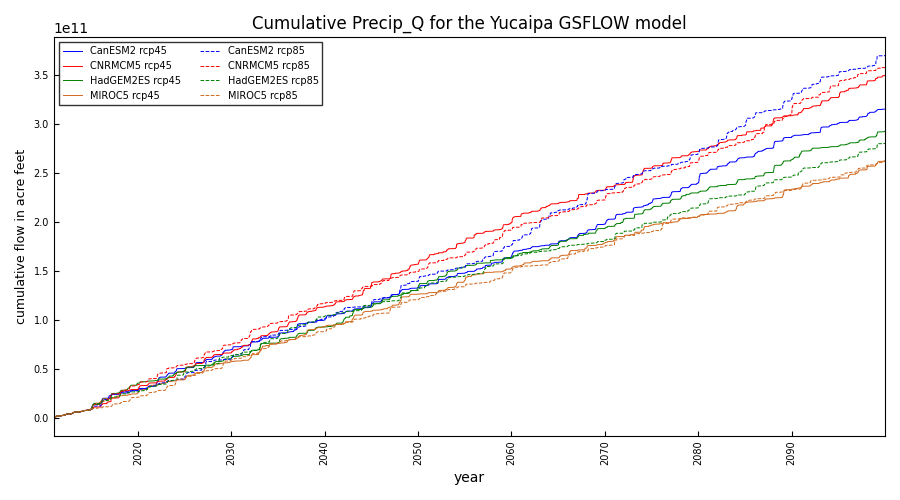 Cumulative Precip_Q for the Yucaipa GSFLOW model
1e11
CanESM2 rcp45
CNRMCM5 rcp45
HadGEM2ES rcp45
MIROC5 rcp45
CanESM2 rcp85
CNRMCM5 rcp85
HadGEM2ES rcp85
MIROC5 rcp85
cumulative flow in acre feet
3.5
3.0
2.5
2.0
1.5
1.0
0.5
0.0
2020
2030
2040
2050
2060
2070
2080
2090
year